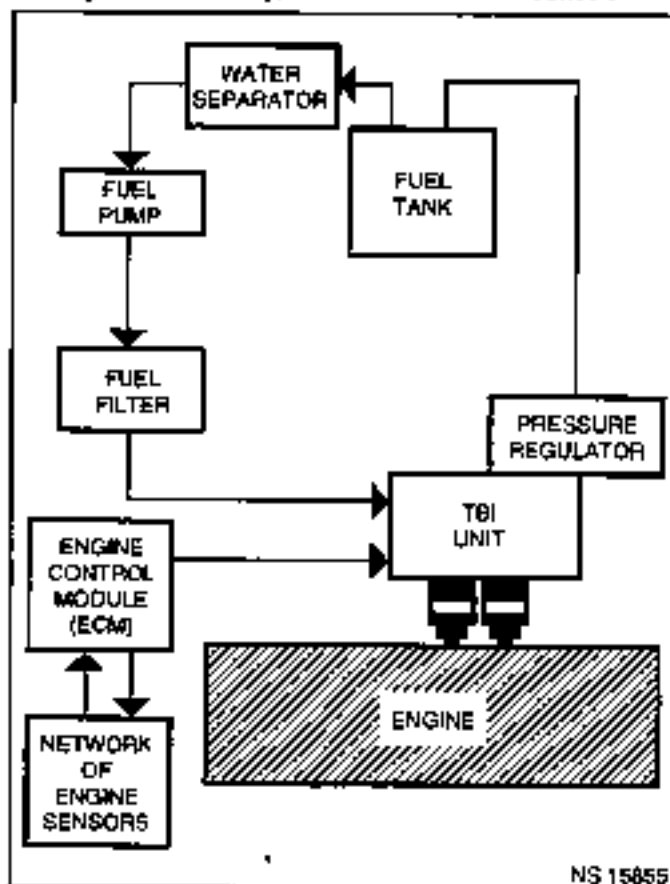 WATER
SEPARATOR
FUEL
TANK
FUEL
PUMP
FUEL
FILTER
PRESSURE
REGULATOR
TBI
UNIT
ENGINE
CONTROL
MODULE
(ECM)
ENGINE
NETWORK
OF
ENGINE
SENSORS
NS 15855